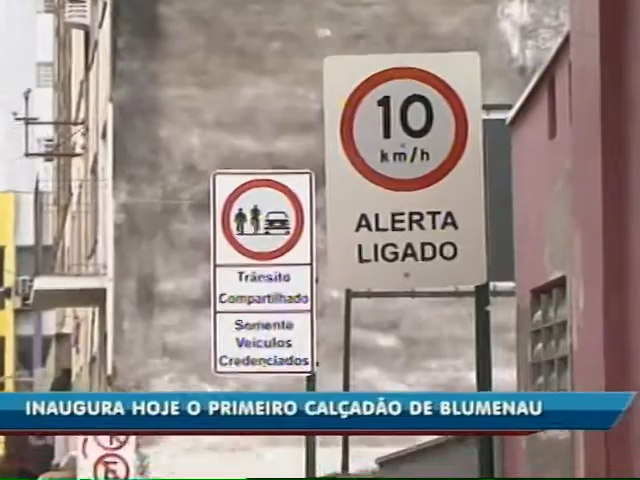 10
km/h
ALERTA
LIGADO
Trânsito
Compartilhado
Somente
Veículos
Credenciados
INAUGURA HOJE O PRIMEIRO CALÇADÃO DE BLUMENAU
E